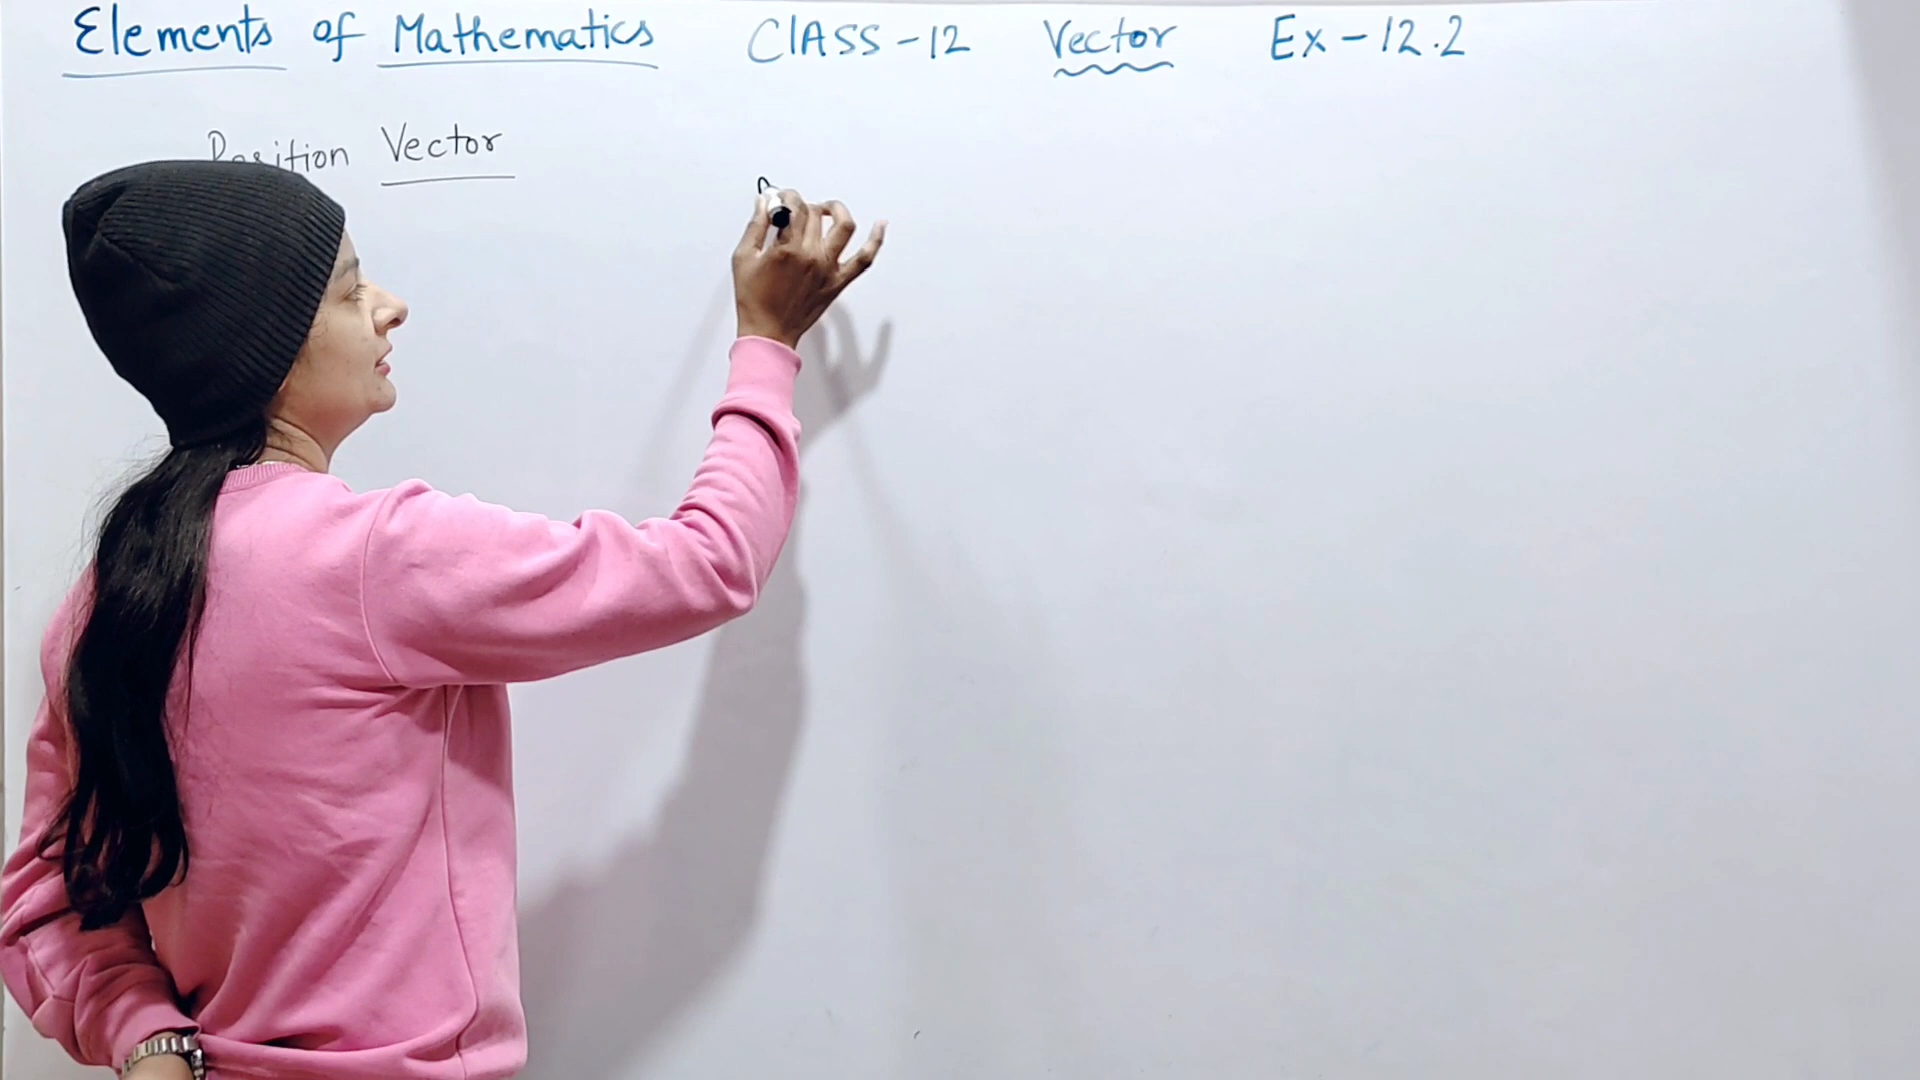 Elements of Mathematics CLASS-12 Vector Ex-12.2
Position Vector